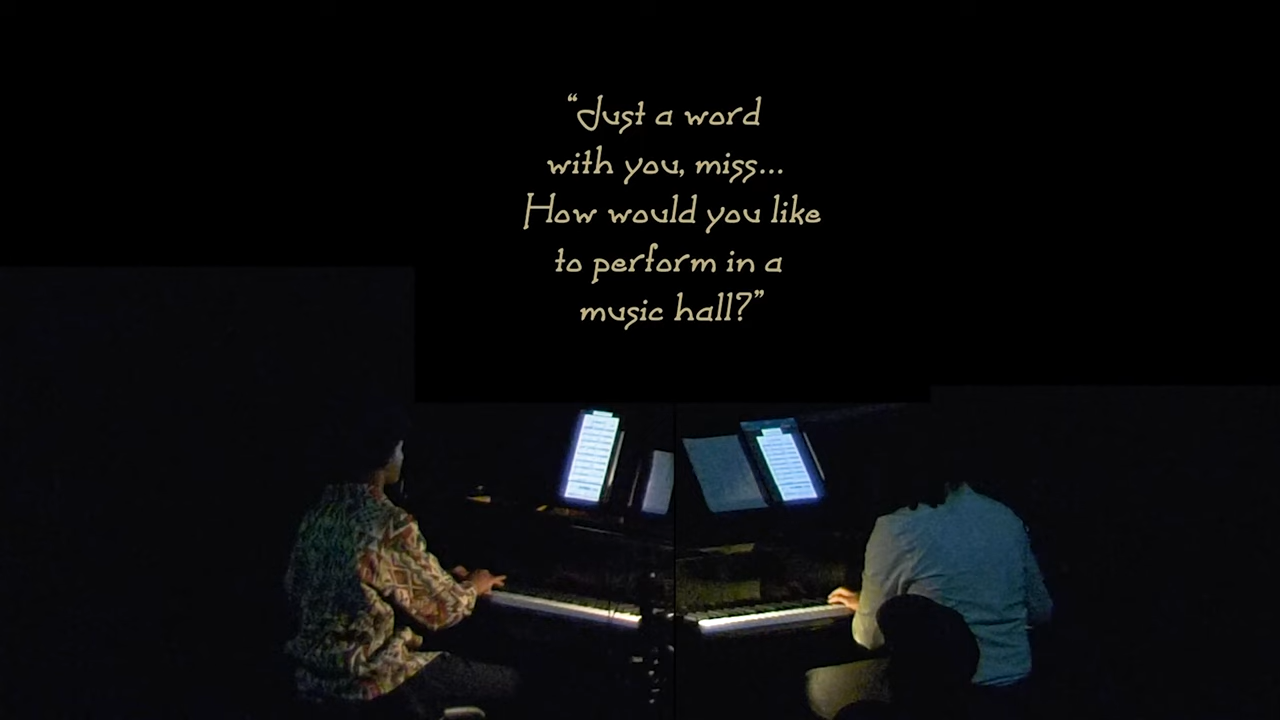 “Just a word
with you, miss...
How would you like
to perform in a
music hall?”